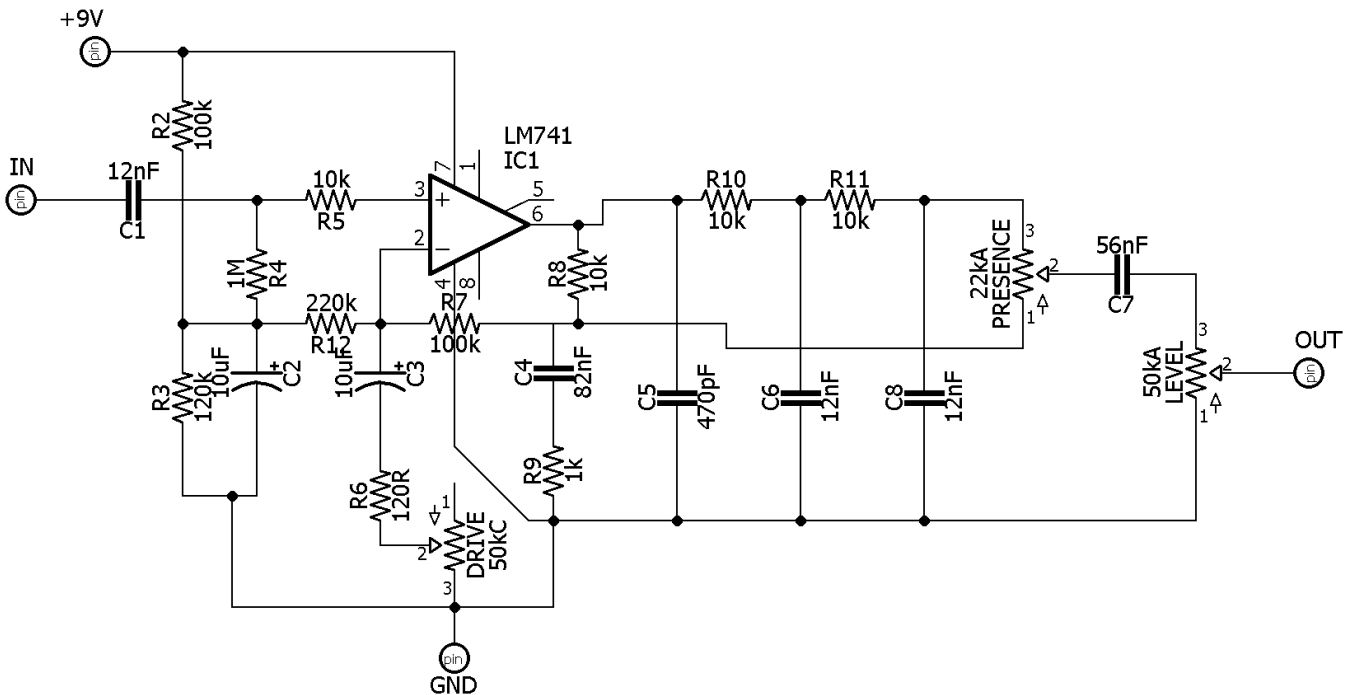 +9V
pin
R2
100k
IN
pin
12nF
C1
10k
R5
1M
R4
LM741
IC1
7
1
3
5
6
2
4
8
R10
10k
R11
10k
R8
10k
220k
R12
R7
100k
R3
120k
10uF
C2
10uF
C3
C4
82nF
C5
470pF
C6
12nF
C8
12nF
22kA
PRESENCE
3
2
1
56nF
C7
50kA
LEVEL
3
2
1
OUT
pin
R6
120R
R9
1k
DRIVE
50kC
1
2
3
pin
GND